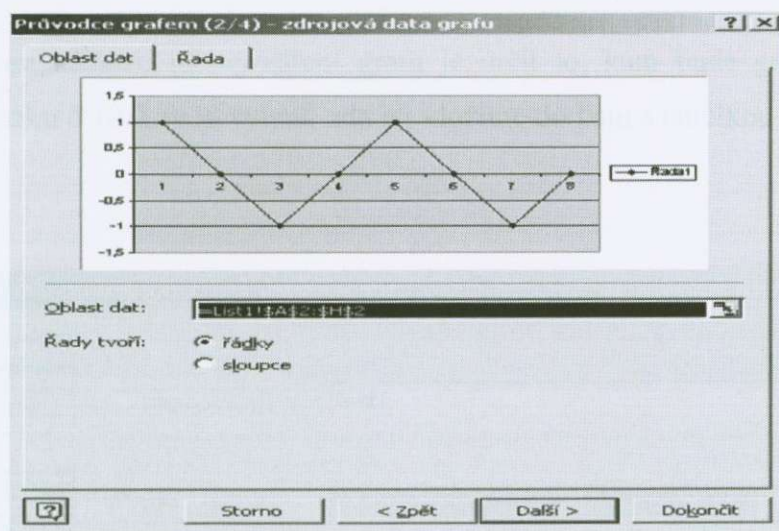 Průvodce grafem (2/4) - zdrojová data grafu
Oblast dat Řada
1,5
1
0,5
0
1 2 3 4 5 6 7 8
-0,5
-1
-1,5
Řada1
Oblast dat: =List1!$A$2:$H$2
Řady tvoří: řádky
sloupce
Storno < Zpět Další > Dokončit